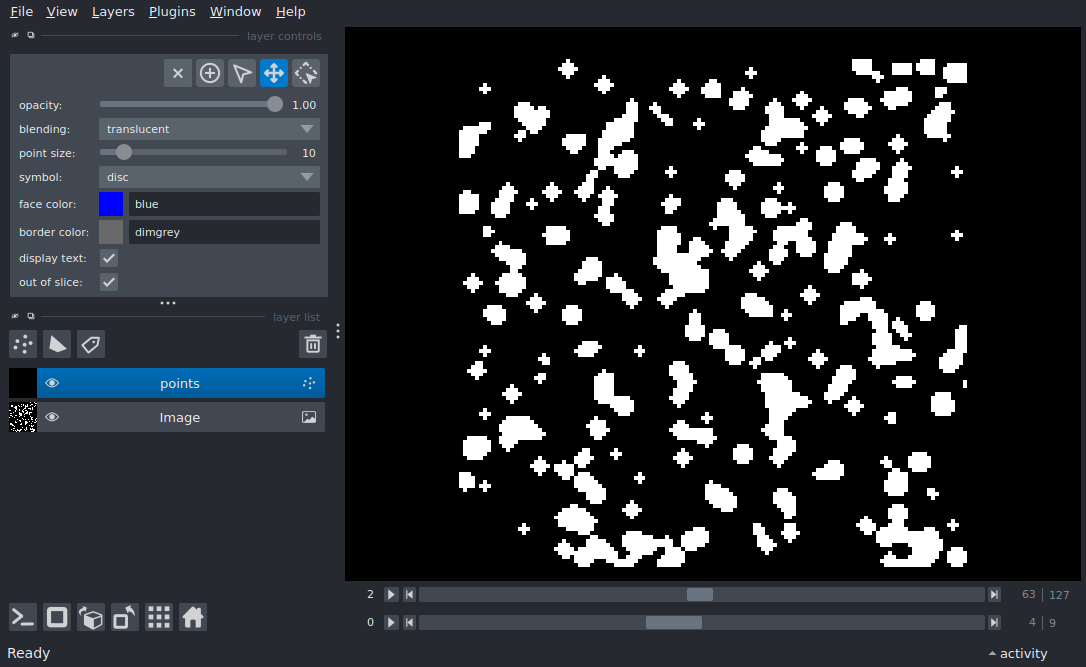 File View Layers Plugins Window Help
layer controls
opacity: 1.00
blending: translucent
point size: 10
symbol: disc
face color: blue
border color: dimgrey
display text:
out of slice:
layer list
points
Image
2 63 | 127
0 4 | 9
Ready activity